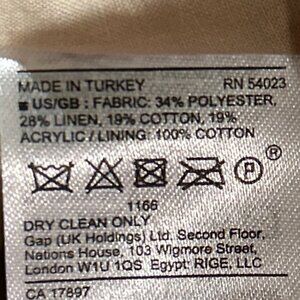 MADE IN TURKEY RN 54023
■ US/GB : FABRIC: 34% POLYESTER,
28% LINEN, 19% COTTON, 19%
ACRYLIC / LINING: 100% COTTON
P ®
1166
DRY CLEAN ONLY
Gap (UK Holdings) Ltd. Second Floor,
Nations House, 103 Wigmore Street,
London W1U 1QS. Egypt: RIGE, LLC
CA 17897